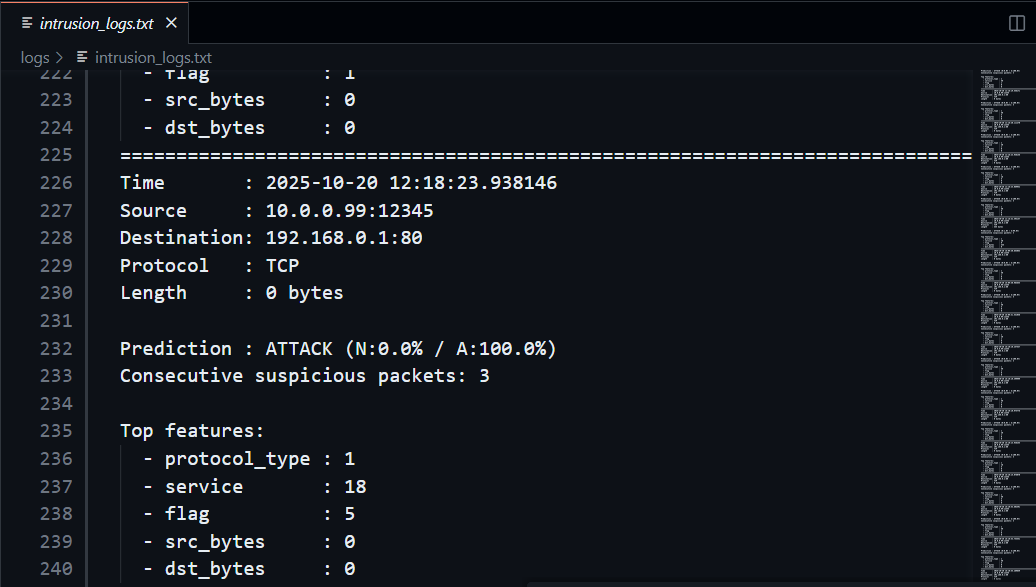 intrusion_logs.txt
logs > intrusion_logs.txt
222 - flag : 1
223 - src_bytes : 0
224 - dst_bytes : 0
225 ============================================================================
226 Time : 2025-10-20 12:18:23.938146
227 Source : 10.0.0.99:12345
228 Destination: 192.168.0.1:80
229 Protocol : TCP
230 Length : 0 bytes
231
232 Prediction : ATTACK (N:0.0% / A:100.0%)
233 Consecutive suspicious packets: 3
234
235 Top features:
236 - protocol_type : 1
237 - service : 18
238 - flag : 5
239 - src_bytes : 0
240 - dst_bytes : 0